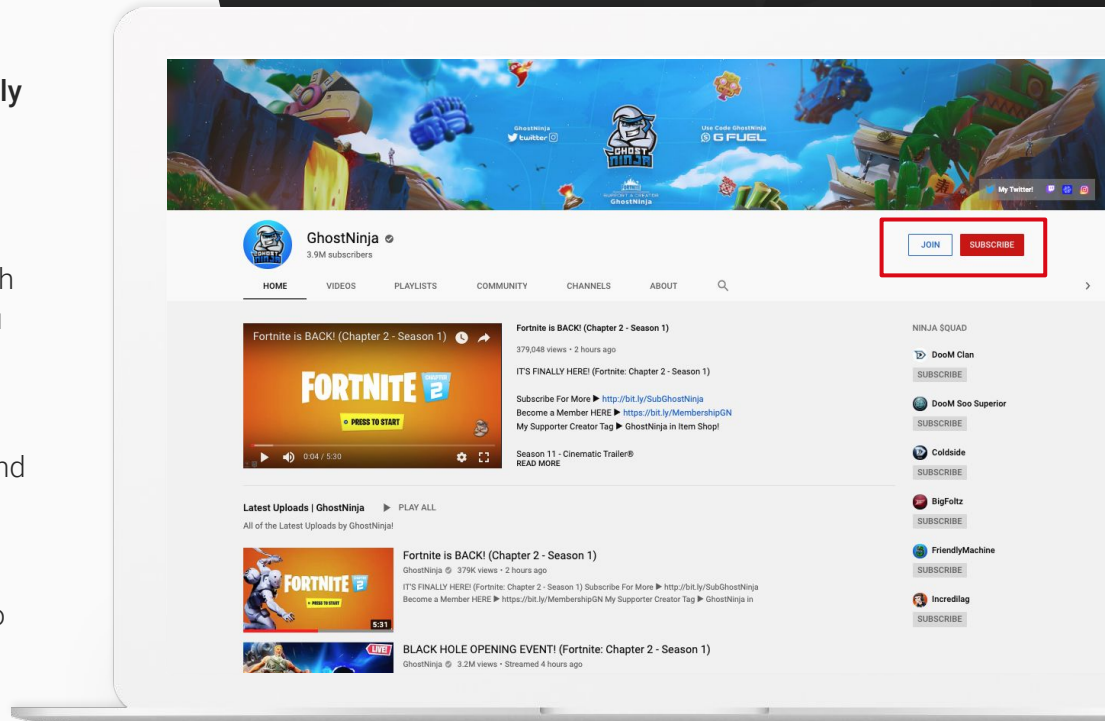 ly
h
nd
GhostNinja
twitter
GHOST
NINJA
SUPPORT A CREATOR
GhostNinja
Use Code GhostNinja
G FUEL
My Twitter!
GhostNinja
3.9M subscribers
JOIN
SUBSCRIBE
HOME VIDEOS PLAYLISTS COMMUNITY CHANNELS ABOUT
Fortnite is BACK! (Chapter 2 - Season 1)
FORTNITE
CHAPTER
2
PRESS TO START
0:04 / 5:30
Fortnite is BACK! (Chapter 2 - Season 1)
379,048 views • 2 hours ago
IT'S FINALLY HERE! (Fortnite: Chapter 2 - Season 1)
Subscribe For More ▶ http://bit.ly/SubGhostNinja
Become a Member HERE ▶ https://bit.ly/MembershipGN
My Supporter Creator Tag ▶ GhostNinja in Item Shop!
Season 11 - Cinematic Trailer®
READ MORE
NINJA $QUAD
DooM Clan
SUBSCRIBE
DooM Soo Superior
SUBSCRIBE
Coldside
SUBSCRIBE
BigFoltz
SUBSCRIBE
FriendlyMachine
SUBSCRIBE
Incredilag
SUBSCRIBE
Latest Uploads | GhostNinja ▶ PLAY ALL
All of the Latest Uploads by GhostNinja!
FORTNITE
2
PRESS TO START
5:31
Fortnite is BACK! (Chapter 2 - Season 1)
GhostNinja 379K views • 2 hours ago
IT'S FINALLY HERE! (Fortnite: Chapter 2 - Season 1) Subscribe For More ▶ http://bit.ly/SubGhostNinja
Become a Member HERE ▶ https://bit.ly/MembershipGN My Supporter Creator Tag ▶ GhostNinja in
LIVE!
BLACK HOLE OPENING EVENT! (Fortnite: Chapter 2 - Season 1)
GhostNinja 3.2M views • Streamed 4 hours ago